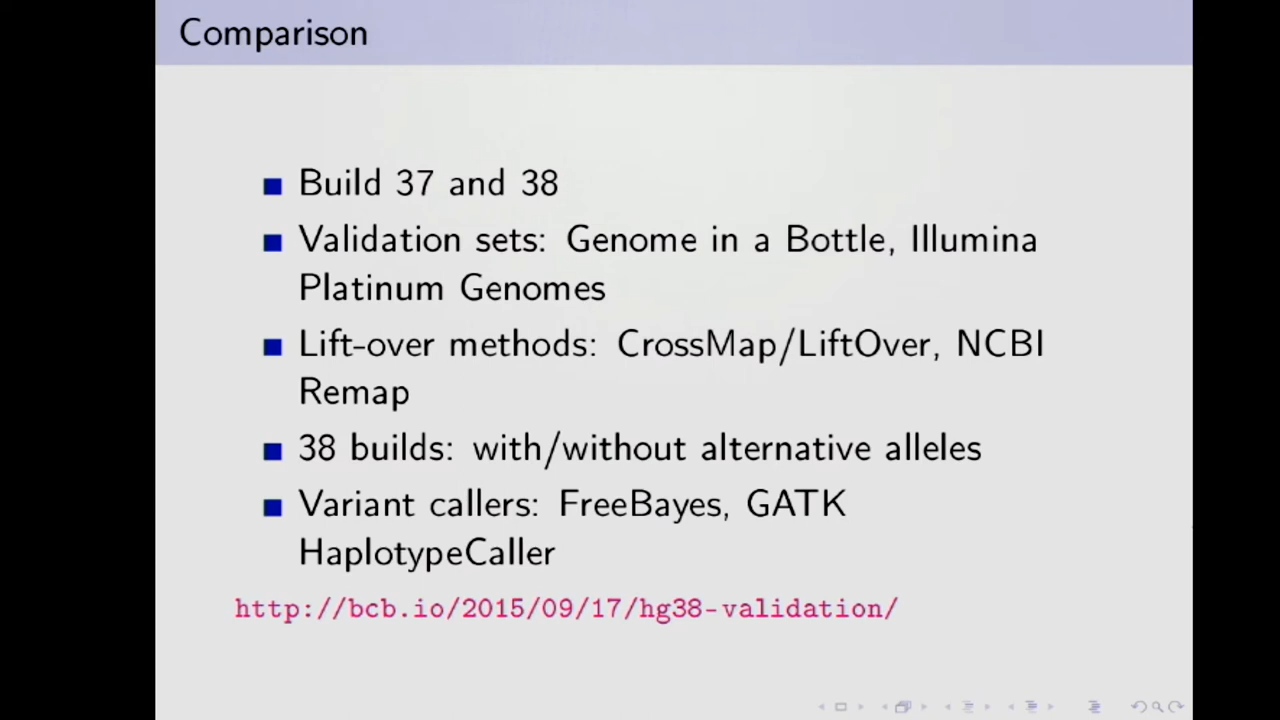 Comparison
Build 37 and 38
Validation sets: Genome in a Bottle, Illumina
Platinum Genomes
Lift-over methods: CrossMap/LiftOver, NCBI
Remap
38 builds: with/without alternative alleles
Variant callers: FreeBayes, GATK
HaplotypeCaller
http://bcb.io/2015/09/17/hg38-validation/